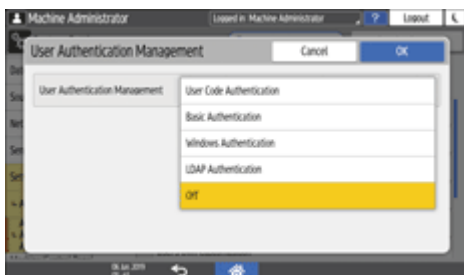 Machine Administrator
Logged in Machine Administrator
?
Logout
User Authentication Management
Cancel
OK
User Authentication Management
User Code Authentication
Basic Authentication
Windows Authentication
LDAP Authentication
Off